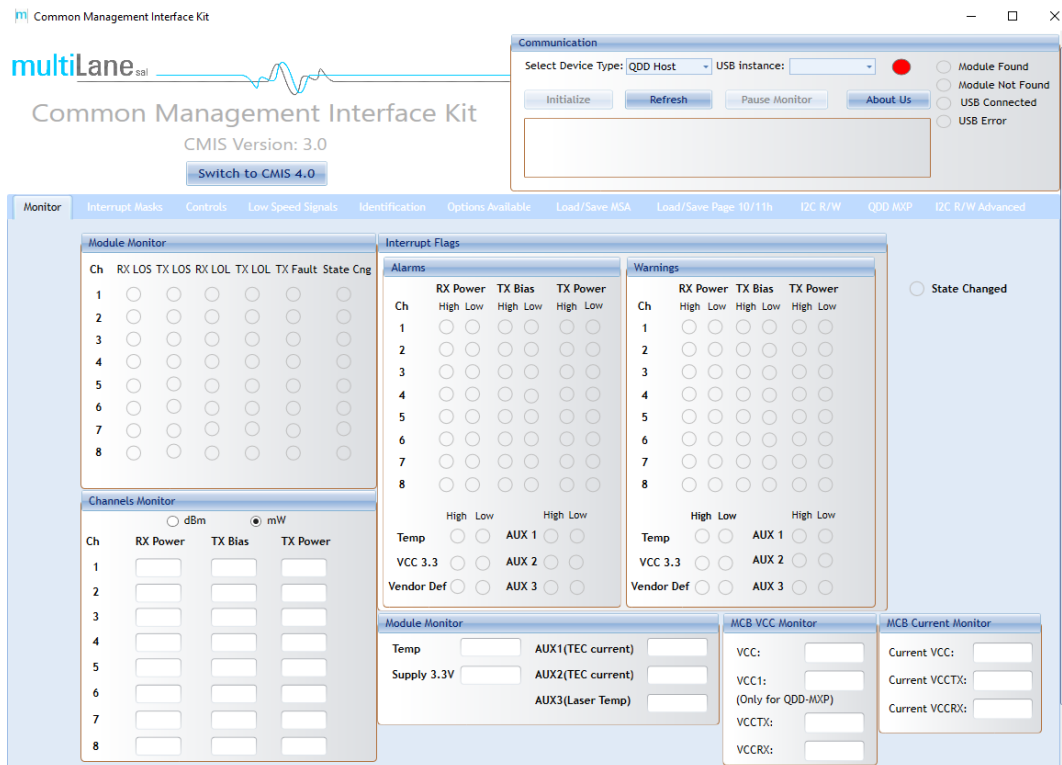 Common Management Interface Kit
multiLane sal
Common Management Interface Kit
CMIS Version: 3.0
Switch to CMIS 4.0
Communication
Select Device Type: QDD Host USB instance:
Initialize Refresh Pause Monitor About Us
Module Found
Module Not Found
USB Connected
USB Error
Monitor Interrupt Masks Controls Low Speed Signals Identification Options Available Load/Save MSA Load/Save Page 10/11h I2C R/W QDD MXP I2C R/W Advanced
Module Monitor
Ch RX LOS TX LOS RX LOL TX LOL TX Fault State Cng
1
2
3
4
5
6
7
8
Interrupt Flags
Alarms
RX Power TX Bias TX Power
Ch High Low High Low High Low
1
2
3
4
5
6
7
8
High Low High Low
Temp AUX 1
VCC 3.3 AUX 2
Vendor Def AUX 3
Warnings
RX Power TX Bias TX Power
Ch High Low High Low High Low
1
2
3
4
5
6
7
8
High Low High Low
Temp AUX 1
VCC 3.3 AUX 2
Vendor Def AUX 3
State Changed
Channels Monitor
dBm mW
Ch RX Power TX Bias TX Power
1
2
3
4
5
6
7
8
Module Monitor
Temp AUX1(TEC current)
Supply 3.3V AUX2(TEC current)
AUX3(Laser Temp)
MCB VCC Monitor
VCC:
VCC1:
(Only for QDD-MXP)
VCCTX:
VCCRX:
MCB Current Monitor
Current VCC:
Current VCCTX:
Current VCCRX: